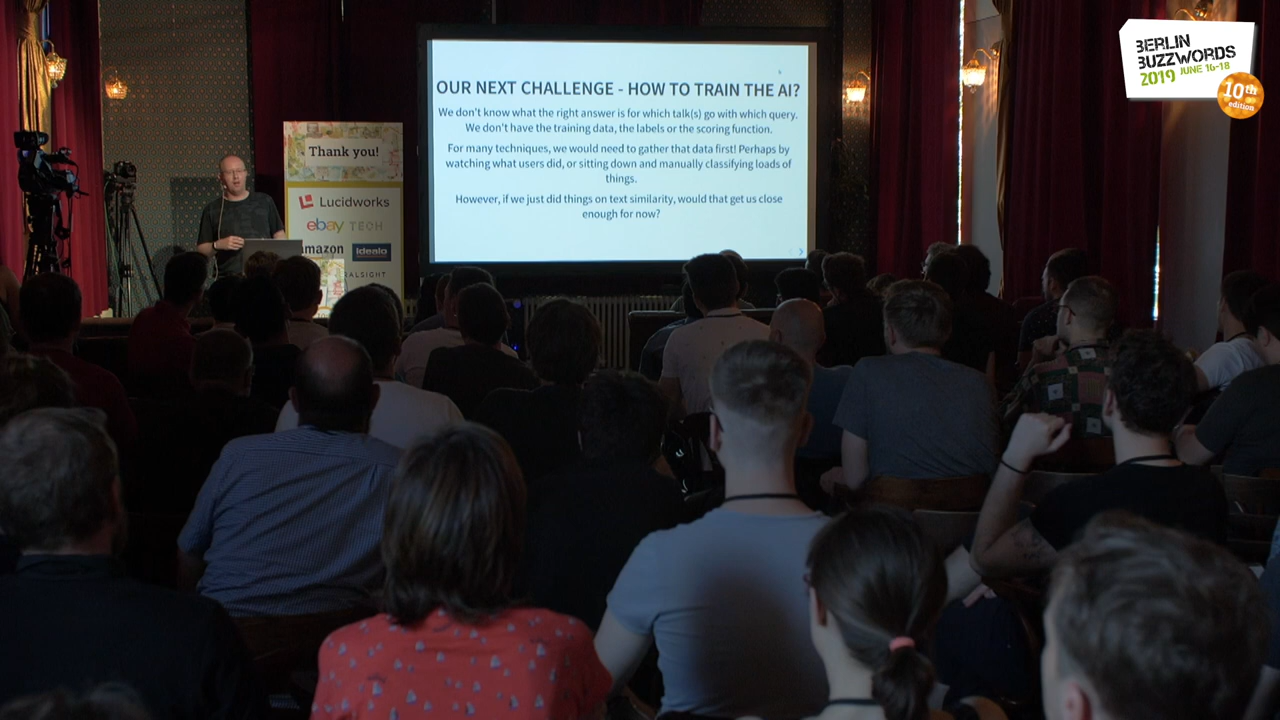 BERLIN
BUZZWORDS
2019 JUNE 16-18
10th
edition
OUR NEXT CHALLENGE - HOW TO TRAIN THE AI?
We don't know what the right answer is for which talk(s) go with which query.
We don't have the training data, the labels or the scoring function.
For many techniques, we would need to gather that data first! Perhaps by
watching what users did, or sitting down and manually classifying loads of
things.
However, if we just did things on text similarity, would that get us close
enough for now?
Thank you!
Lucidworks
ebay TECH
amazon idealo
RALSIGHT